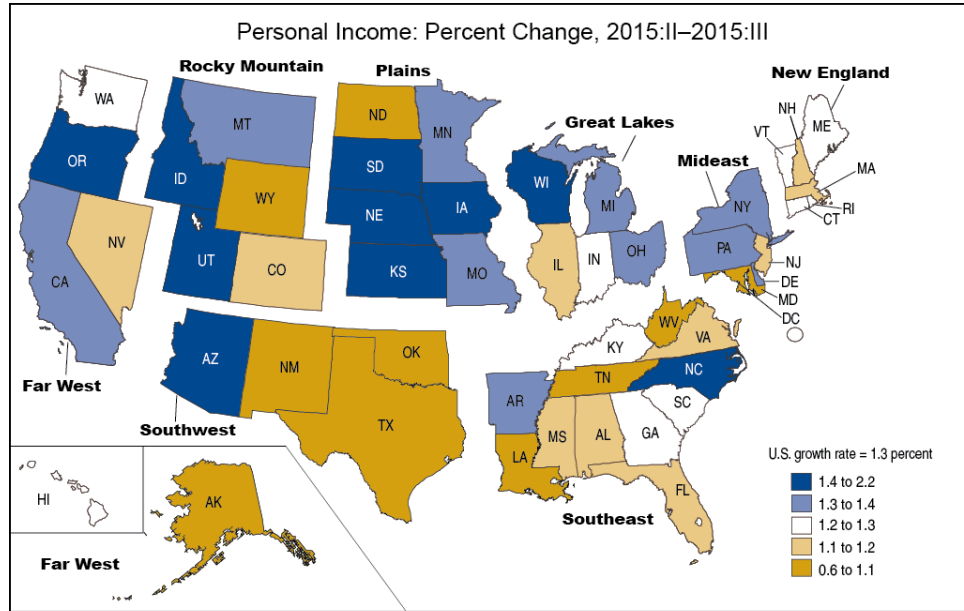 Personal Income: Percent Change, 2015:II–2015:III
Rocky Mountain
Plains
New England
Great Lakes
Mideast
WA
OR
ID
MT
WY
NV
CA
UT
CO
ND
SD
NE
KS
MN
IA
MO
WI
MI
IL
IN
OH
NY
PA
NH
VT
ME
MA
RI
CT
NJ
DE
MD
DC
Far West
AZ
NM
OK
TX
Southwest
KY
WV
VA
TN
NC
SC
AR
MS
AL
GA
LA
FL
Southeast
HI
AK
Far West
U.S. growth rate = 1.3 percent
1.4 to 2.2
1.3 to 1.4
1.2 to 1.3
1.1 to 1.2
0.6 to 1.1